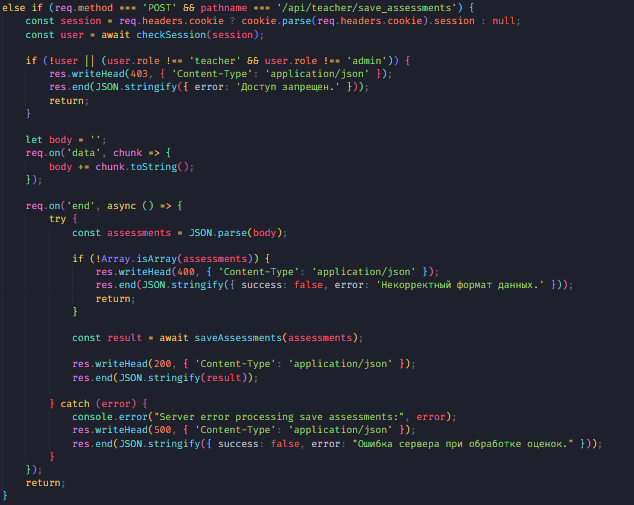 else if (req.method === 'POST' && pathname === '/api/teacher/save_assessments') {
    const session = req.headers.cookie ? cookie.parse(req.headers.cookie).session : null;
    const user = await checkSession(session);

    if (!user || (user.role !== 'teacher' && user.role !== 'admin')) {
        res.writeHead(403, { 'Content-Type': 'application/json' });
        res.end(JSON.stringify({ error: 'Доступ запрещен.' }));
        return;
    }

    let body = '';
    req.on('data', chunk => {
        body += chunk.toString();
    });

    req.on('end', async () => {
        try {
            const assessments = JSON.parse(body);

            if (!Array.isArray(assessments)) {
                res.writeHead(400, { 'Content-Type': 'application/json' });
                res.end(JSON.stringify({ success: false, error: 'Некорректный формат данных.' }));
                return;
            }

            const result = await saveAssessments(assessments);

            res.writeHead(200, { 'Content-Type': 'application/json' });
            res.end(JSON.stringify(result));

        } catch (error) {
            console.error("Server error processing save assessments:", error);
            res.writeHead(500, { 'Content-Type': 'application/json' });
            res.end(JSON.stringify({ success: false, error: "Ошибка сервера при обработке оценок." }));
        }
    });
    return;
}